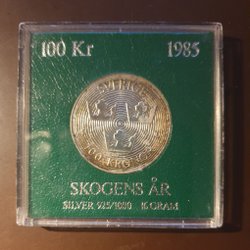 100 Kr 1985
SVERIGE
100 KRONOR
SKOGENS ÅR
SILVER 925/1000 16 GRAM